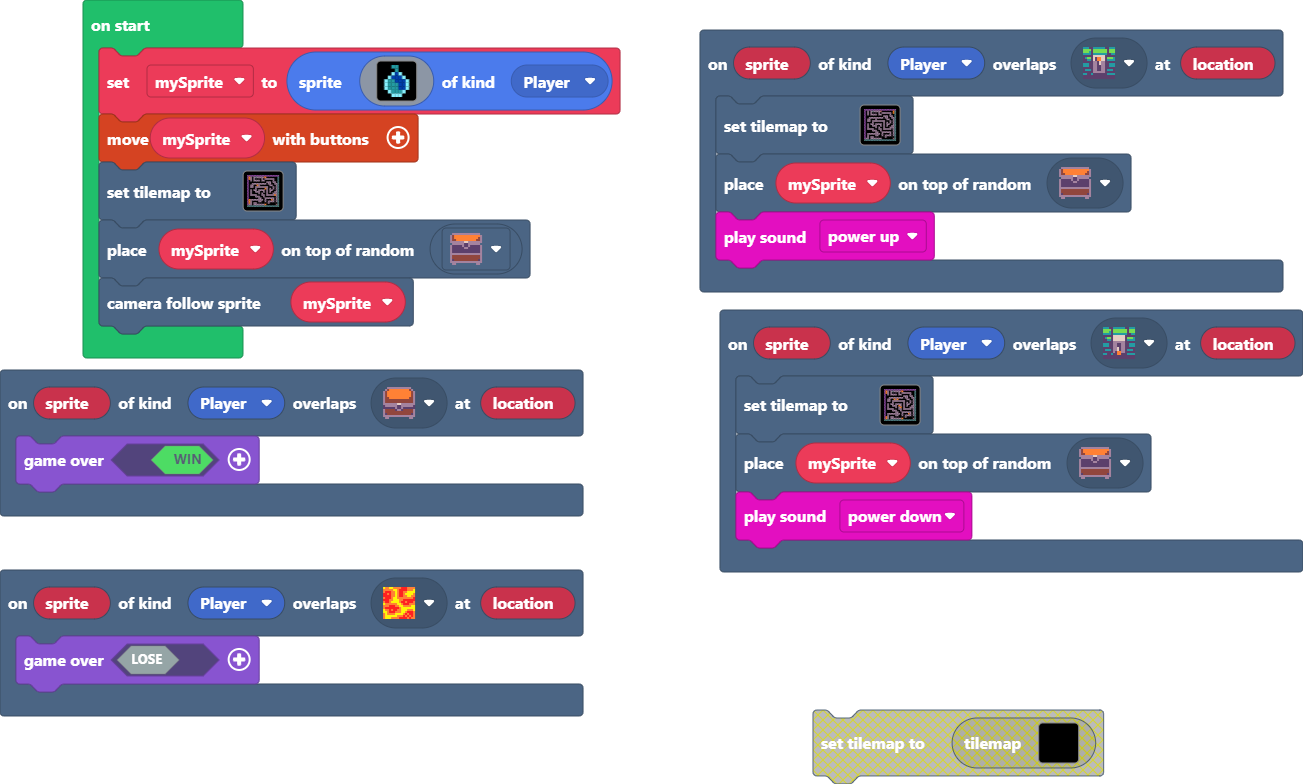 on start
set mySprite to sprite of kind Player
move mySprite with buttons
set tilemap to
place mySprite on top of random
camera follow sprite mySprite
on sprite of kind Player overlaps at location
game over WIN
on sprite of kind Player overlaps at location
game over LOSE
on sprite of kind Player overlaps at location
set tilemap to
place mySprite on top of random
play sound power up
on sprite of kind Player overlaps at location
set tilemap to
place mySprite on top of random
play sound power down
set tilemap to tilemap